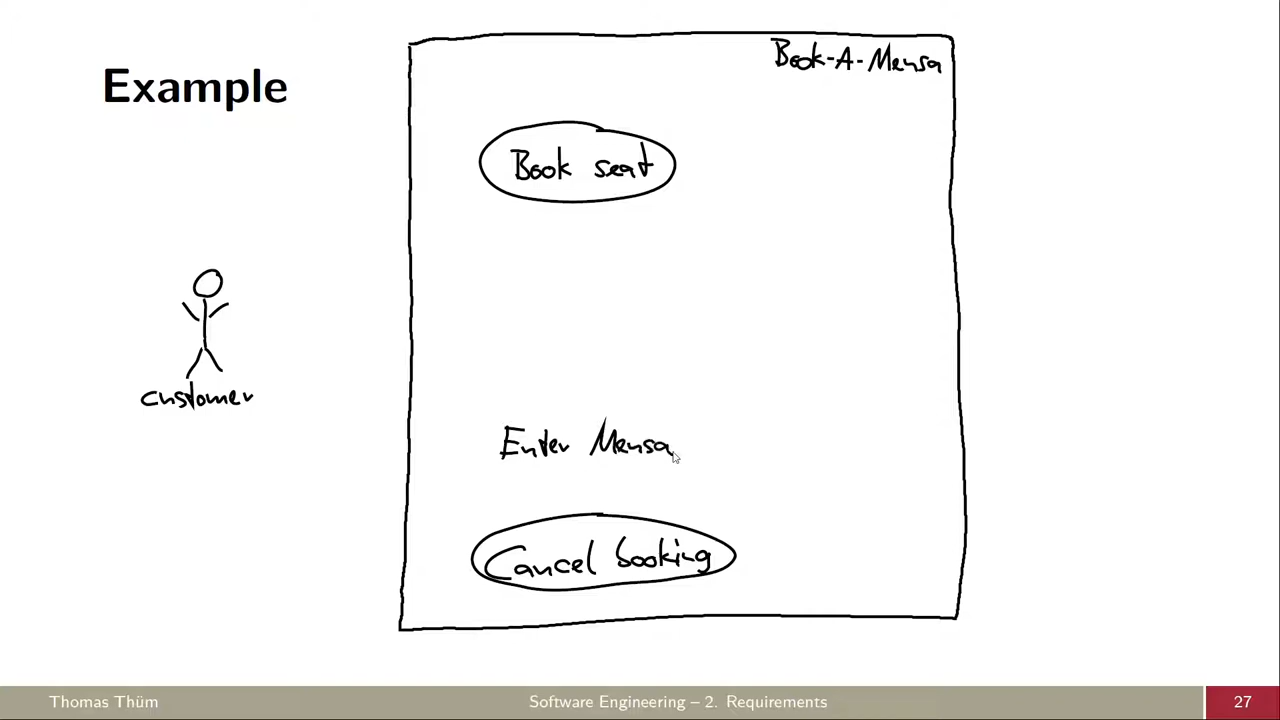 Example
Book-A-Mensa
Book seat
customer
Enter Mensa
Cancel booking
Thomas Thüm
Software Engineering – 2. Requirements
27